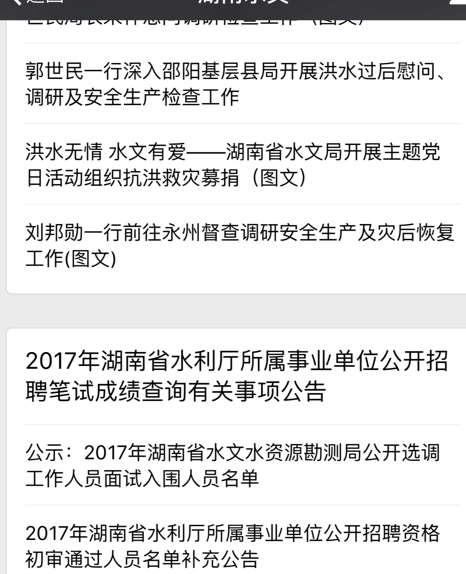 郭世民一行深入邵阳基层县局开展洪水过后慰问、
调研及安全生产检查工作
洪水无情 水文有爱——湖南省水文局开展主题党
日活动组织抗洪救灾募捐（图文）
刘邦勋一行前往永州督查调研安全生产及灾后恢复
工作(图文)
2017年湖南省水利厅所属事业单位公开招
聘笔试成绩查询有关事项公告
公示：2017年湖南省水文水资源勘测局公开选调
工作人员面试入围人员名单
2017年湖南省水利厅所属事业单位公开招聘资格
初审通过人员名单补充公告